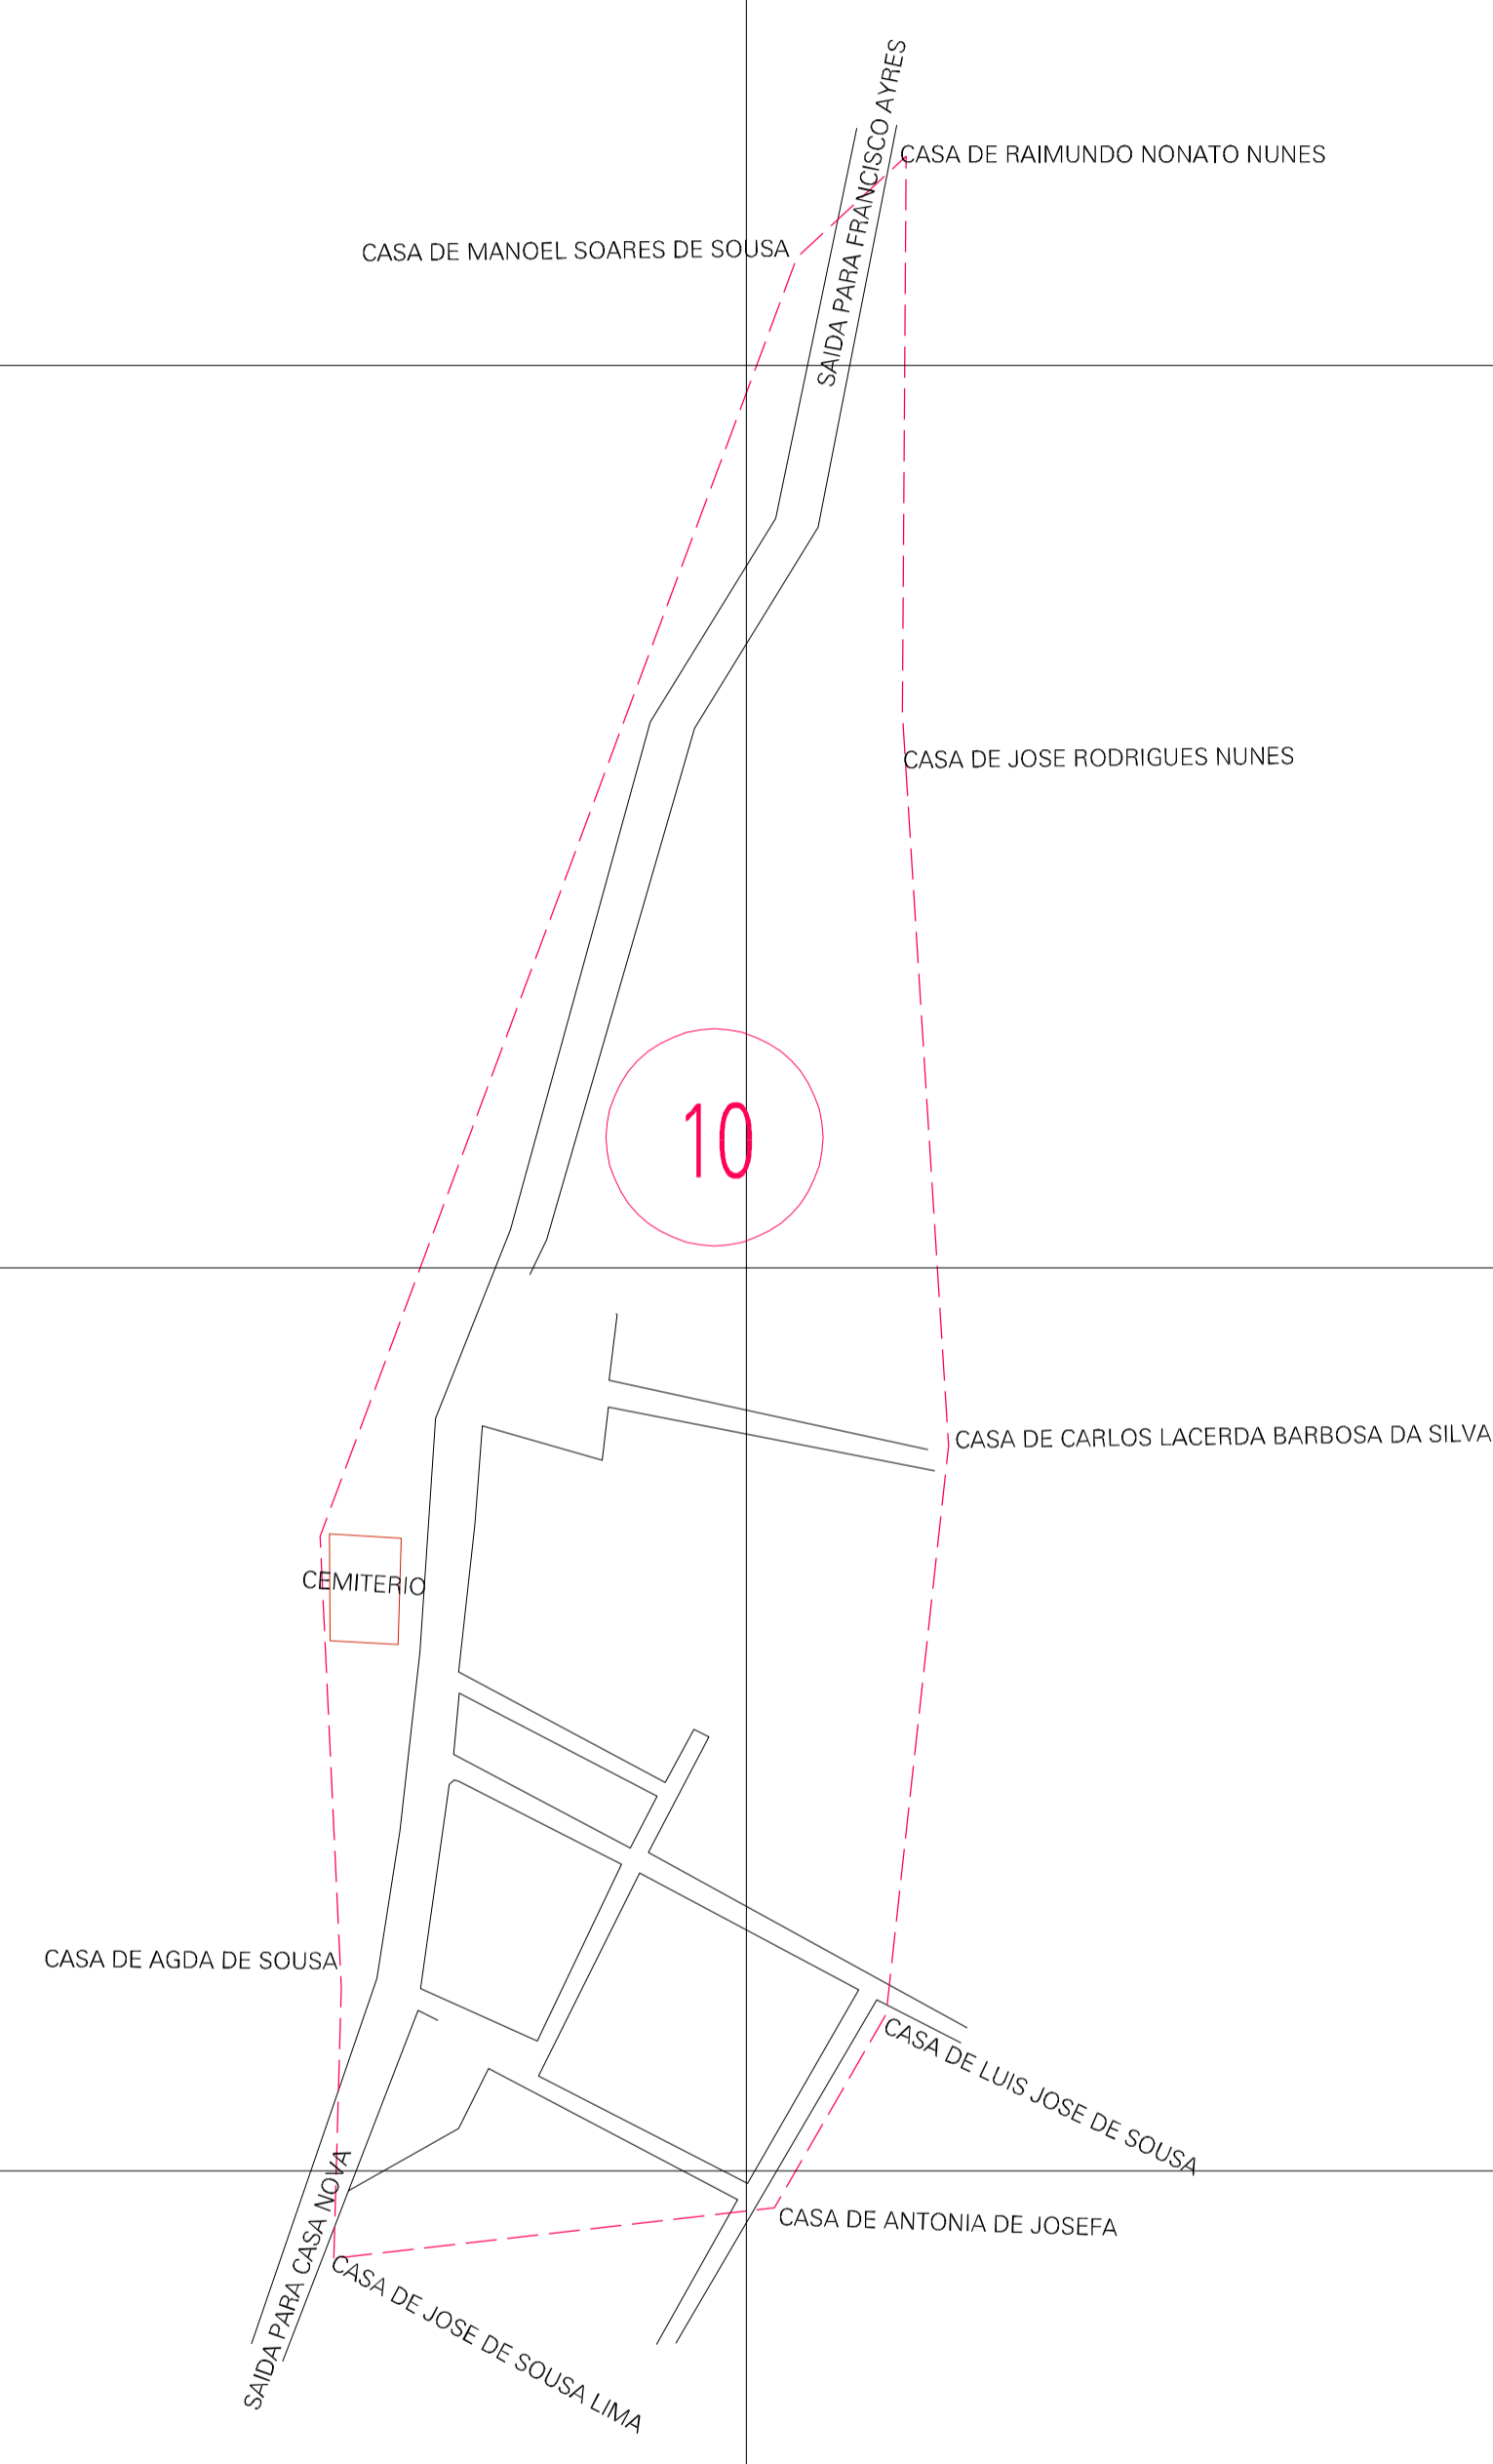 SAIDA PARA FRANCISCO AYRES
CASA DE RAIMUNDO NONATO NUNES
CASA DE MANOEL SOARES DE SOUSA
CASA DE JOSE RODRIGUES NUNES
10
CASA DE CARLOS LACERDA BARBOSA DA SILVA
CEMITERIO
CASA DE AGDA DE SOUSA
CASA DE LUIS JOSE DE SOUSA
SAIDA PARA CASA NOVA
CASA DE ANTONIA DE JOSEFA
CASA DE JOSE DE SOUSA LIMA